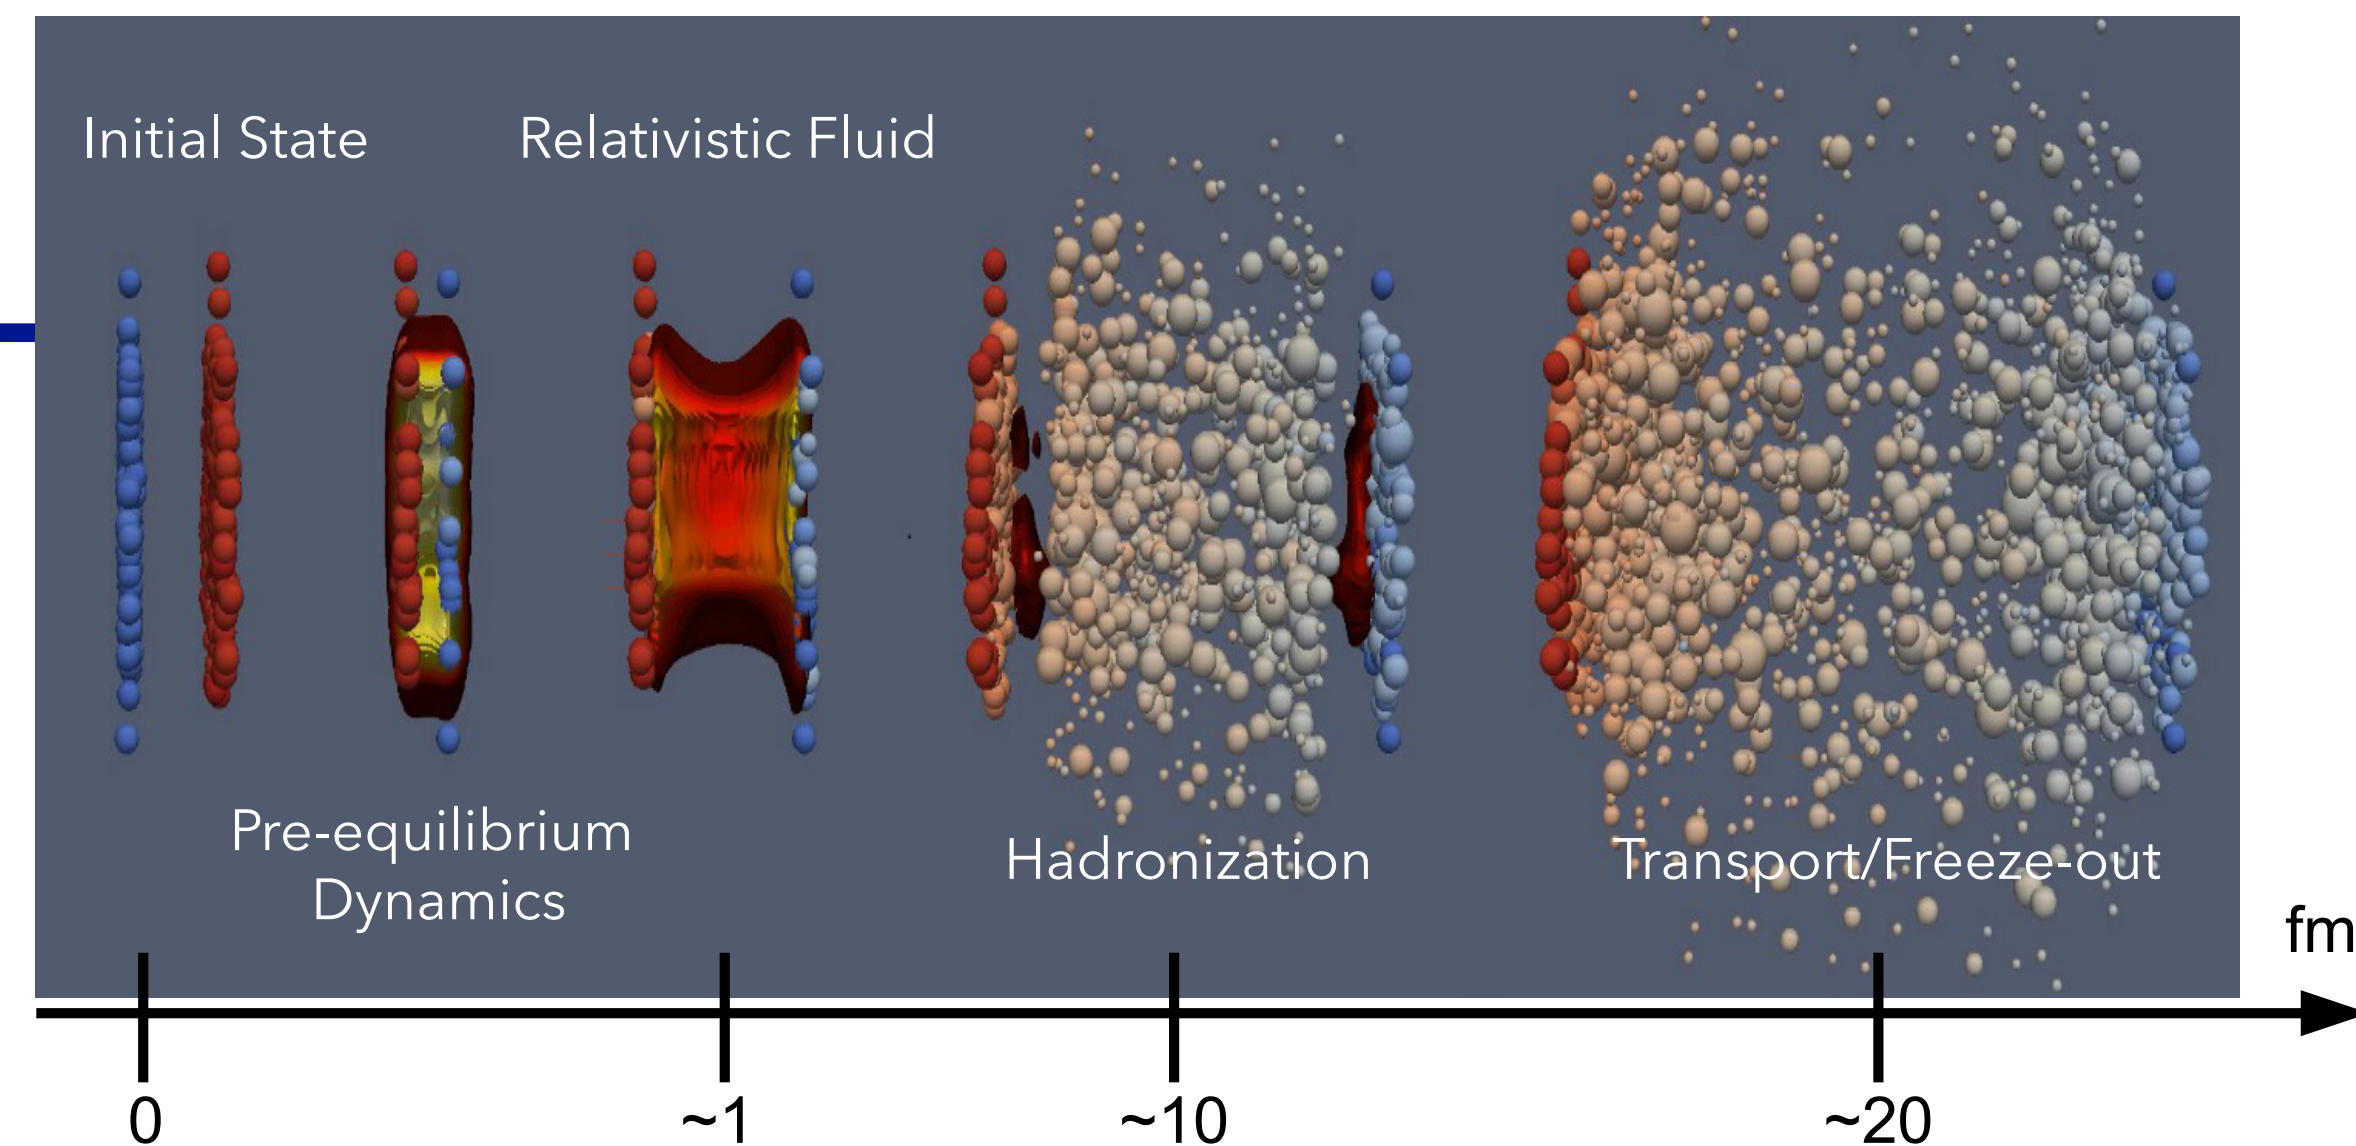 Initial State
Relativistic Fluid
Pre-equilibrium
Dynamics
Hadronization
Transport/Freeze-out
fm
0
~1
~10
~20